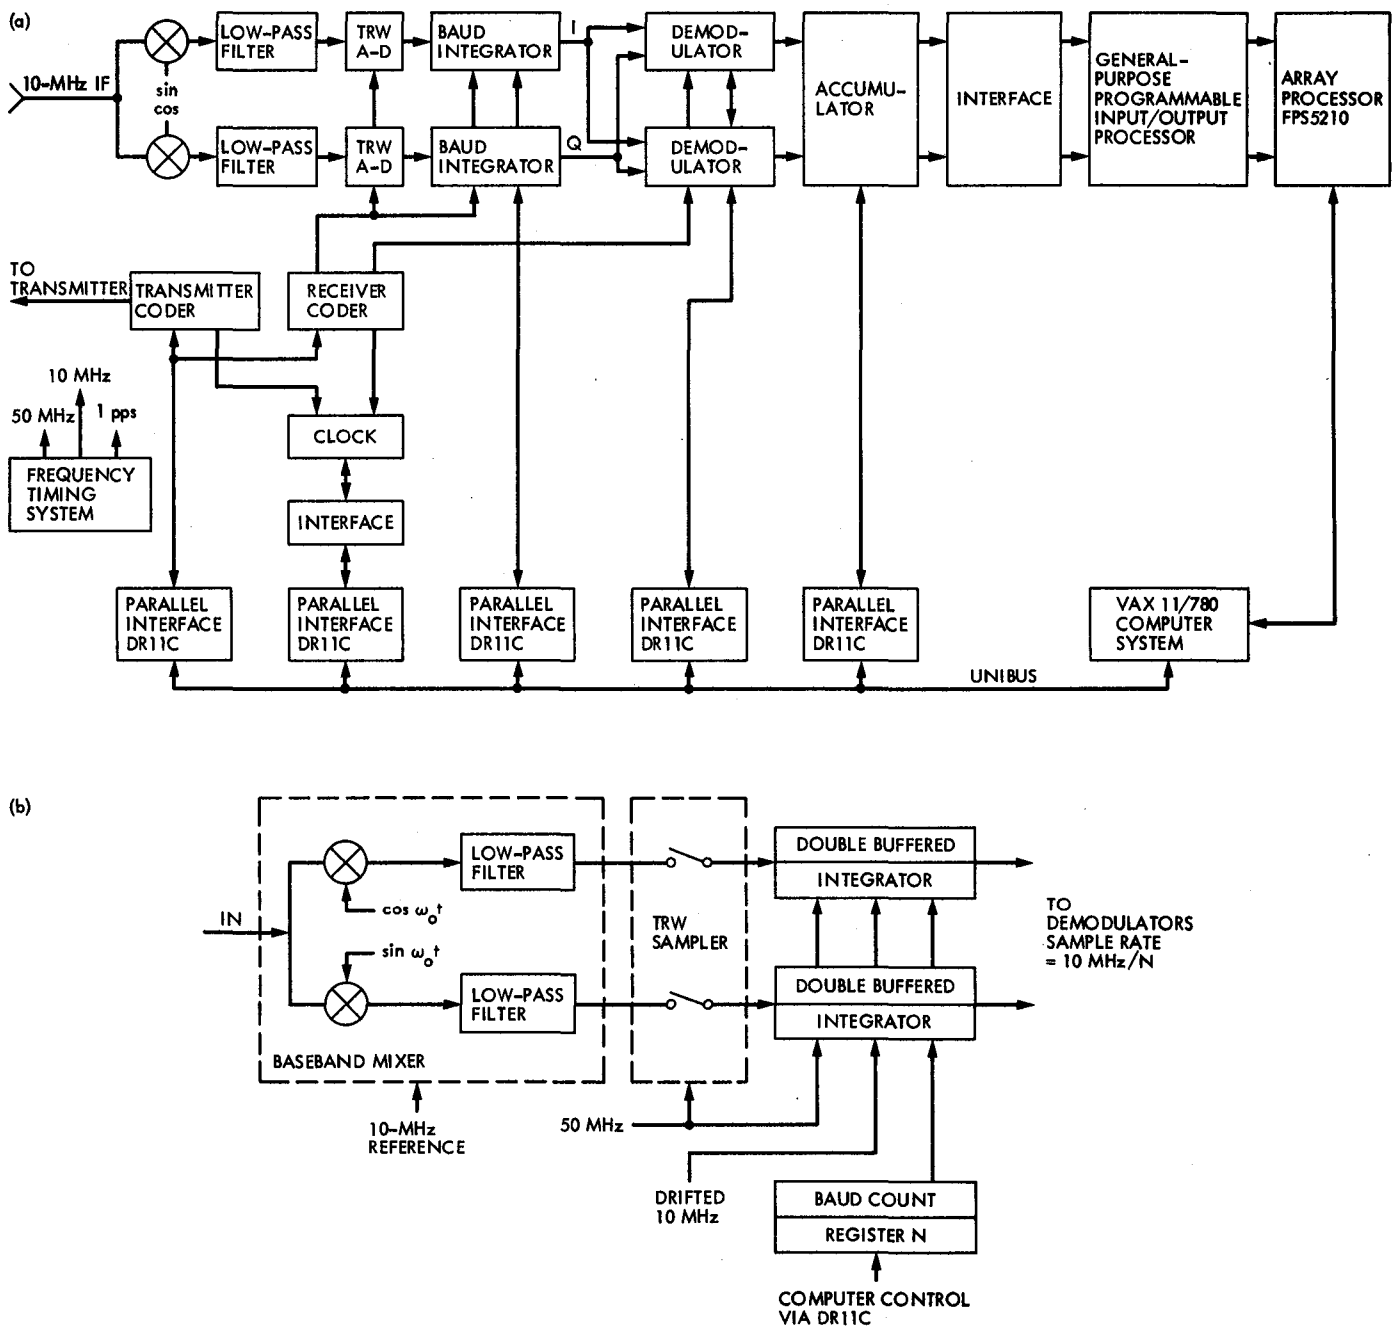 (a)
10-MHz IF
sin
cos
LOW-PASS
FILTER
TRW
A-D
BAUD
INTEGRATOR
I
DEMOD-
ULATOR
LOW-PASS
FILTER
TRW
A-D
BAUD
INTEGRATOR
Q
DEMOD-
ULATOR
ACCUMU-
LATOR
INTERFACE
GENERAL-
PURPOSE
PROGRAMMABLE
INPUT/OUTPUT
PROCESSOR
ARRAY
PROCESSOR
FPS5210
TO
TRANSMITTER
TRANSMITTER
CODER
RECEIVER
CODER
10 MHz
50 MHz
1 pps
FREQUENCY
TIMING
SYSTEM
CLOCK
INTERFACE
PARALLEL
INTERFACE
DR11C
PARALLEL
INTERFACE
DR11C
PARALLEL
INTERFACE
DR11C
PARALLEL
INTERFACE
DR11C
PARALLEL
INTERFACE
DR11C
VAX 11/780
COMPUTER
SYSTEM
UNIBUS
(b)
IN
cos ω₀t
sin ω₀t
LOW-PASS
FILTER
LOW-PASS
FILTER
BASEBAND MIXER
10-MHz
REFERENCE
TRW
SAMPLER
50 MHz
DRIFTED
10 MHz
DOUBLE BUFFERED
INTEGRATOR
DOUBLE BUFFERED
INTEGRATOR
TO
DEMODULATORS
SAMPLE RATE
= 10 MHz/N
BAUD COUNT
REGISTER N
COMPUTER CONTROL
VIA DR11C